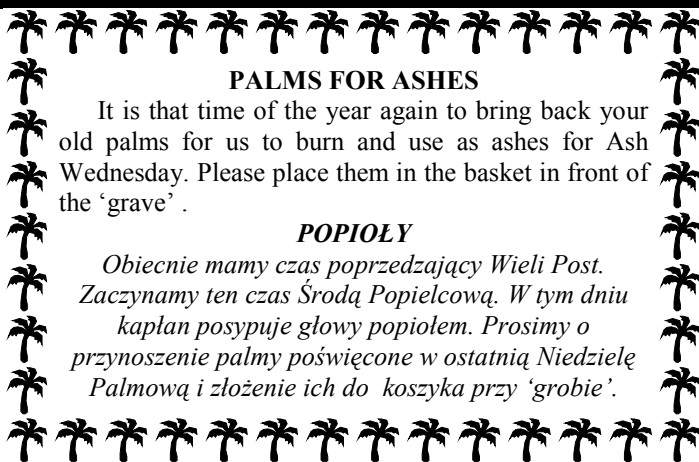 PALMS FOR ASHES
It is that time of the year again to bring back your
old palms for us to burn and use as ashes for Ash
Wednesday. Please place them in the basket in front of
the ‘grave’ .
POPIOŁY
Obiecnie mamy czas poprzedzający Wieli Post.
Zaczynamy ten czas Środą Popielcową. W tym dniu
kapłan posypuje głowy popiołem. Prosimy o
przynoszenie palmy poświęcone w ostatnią Niedzielę
Palmową i złożenie ich do koszyka przy ‘grobie’.